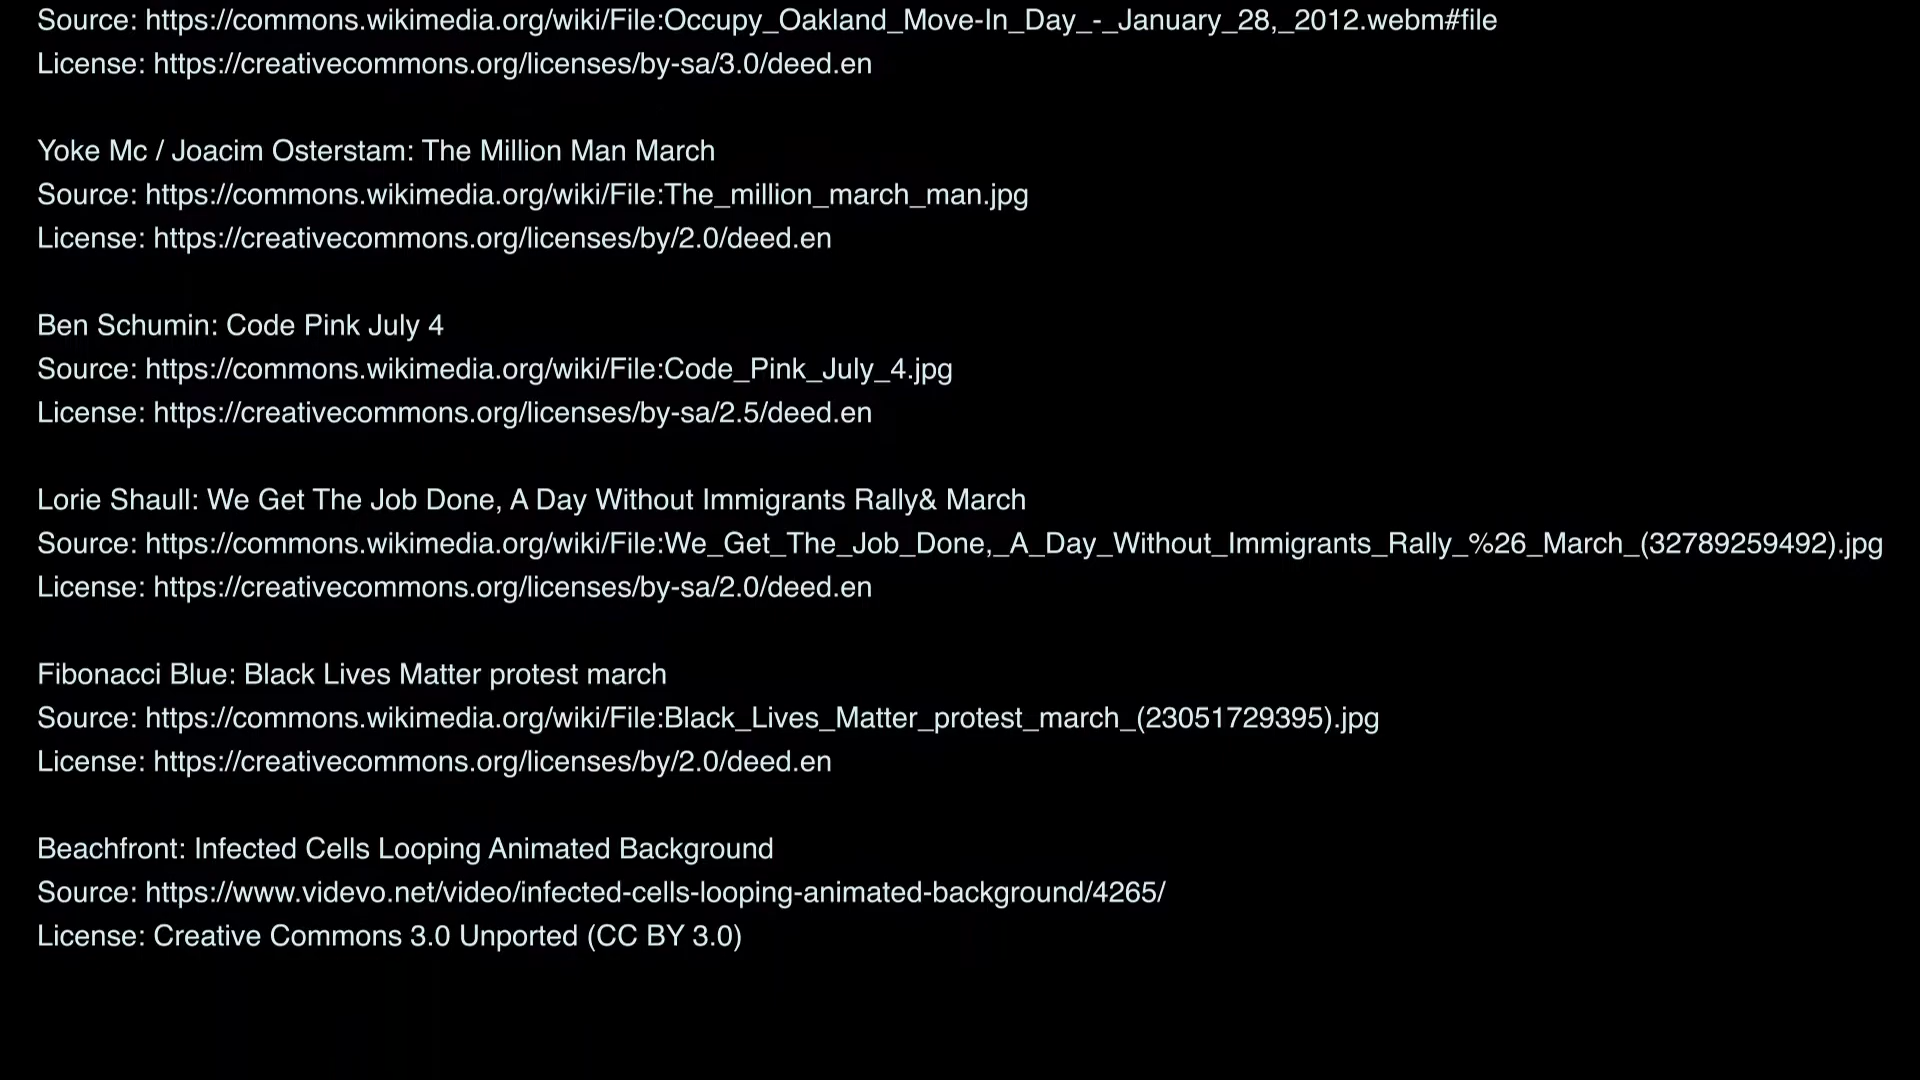 Source: https://commons.wikimedia.org/wiki/File:Occupy_Oakland_Move-In_Day_-_January_28,_2012.webm#file
License: https://creativecommons.org/licenses/by-sa/3.0/deed.en
Yoke Mc / Joacim Osterstam: The Million Man March
Source: https://commons.wikimedia.org/wiki/File:The_million_march_man.jpg
License: https://creativecommons.org/licenses/by/2.0/deed.en
Ben Schumin: Code Pink July 4
Source: https://commons.wikimedia.org/wiki/File:Code_Pink_July_4.jpg
License: https://creativecommons.org/licenses/by-sa/2.5/deed.en
Lorie Shaull: We Get The Job Done, A Day Without Immigrants Rally& March
Source: https://commons.wikimedia.org/wiki/File:We_Get_The_Job_Done,_A_Day_Without_Immigrants_Rally_%26_March_(32789259492).jpg
License: https://creativecommons.org/licenses/by-sa/2.0/deed.en
Fibonacci Blue: Black Lives Matter protest march
Source: https://commons.wikimedia.org/wiki/File:Black_Lives_Matter_protest_march_(23051729395).jpg
License: https://creativecommons.org/licenses/by/2.0/deed.en
Beachfront: Infected Cells Looping Animated Background
Source: https://www.videvo.net/video/infected-cells-looping-animated-background/4265/
License: Creative Commons 3.0 Unported (CC BY 3.0)